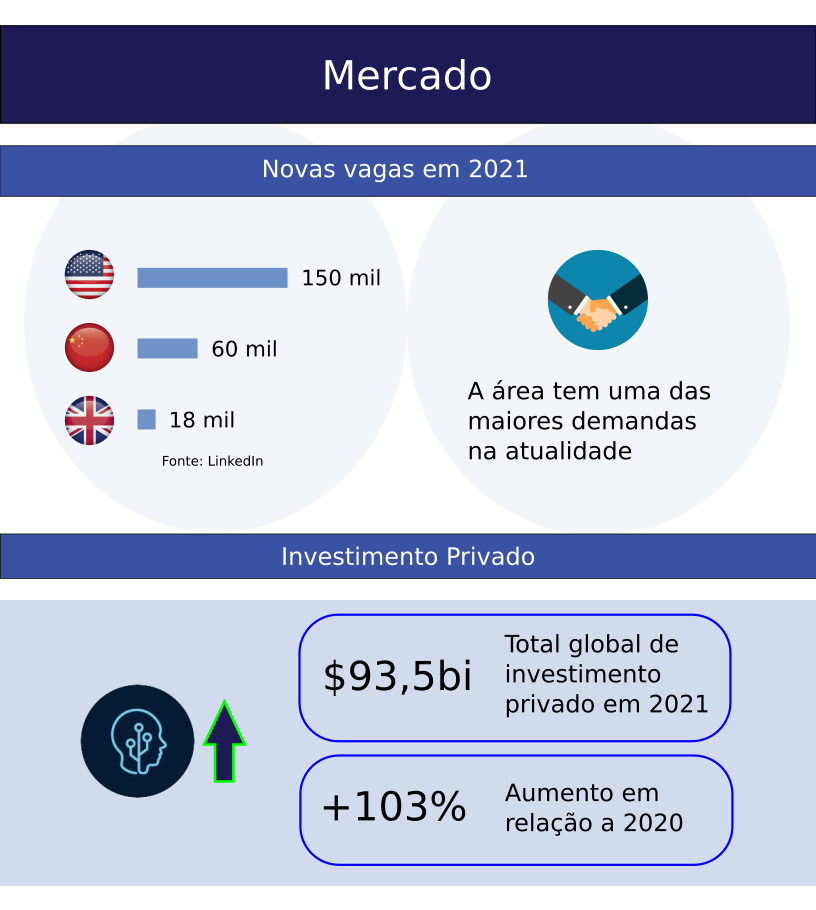 Mercado
Novas vagas em 2021
150 mil
60 mil
18 mil
Fonte: LinkedIn
A área tem uma das
maiores demandas
na atualidade
Investimento Privado
$93,5bi
Total global de
investimento
privado em 2021
+103%
Aumento em
relação a 2020